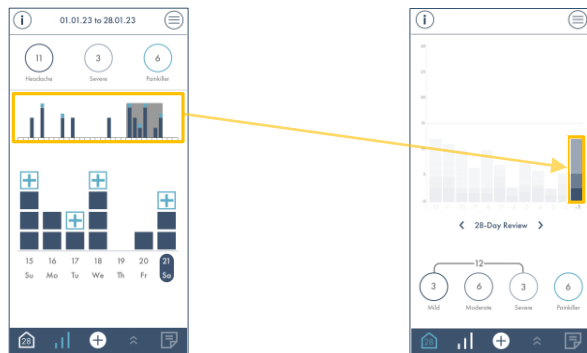 i
01.01.23 to 28.01.23
11 3 6
Headache Severe Painkiller
15 16 17 18 19 20 21
Su Mo Tu We Th Fr Sa
28
i
28-Day Review
12
3 6 3 6
Mild Moderate Severe Painkiller
28